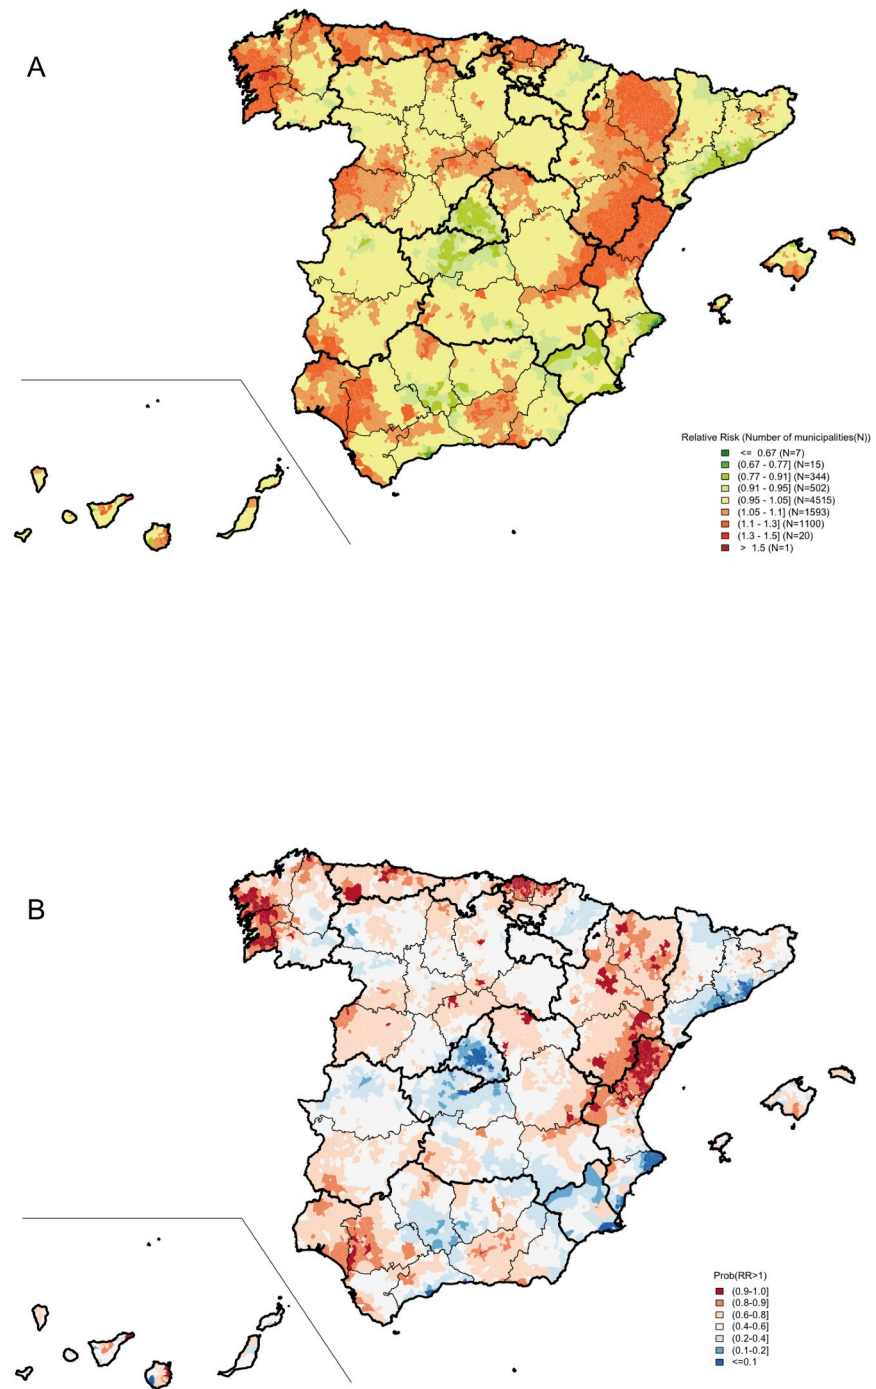 A
Relative Risk (Number of municipalities(N))
<= 0.67 (N=7)
(0.67 - 0.77] (N=15)
(0.77 - 0.91] (N=344)
(0.91 - 0.95] (N=502)
(0.95 - 1.05] (N=4515)
(1.05 - 1.1] (N=1593)
(1.1 - 1.3] (N=1100)
(1.3 - 1.5] (N=20)
> 1.5 (N=1)
B
Prob(RR>1)
(0.9-1.0]
(0.8-0.9]
(0.6-0.8]
(0.4-0.6]
(0.2-0.4]
(0.1-0.2]
<=0.1